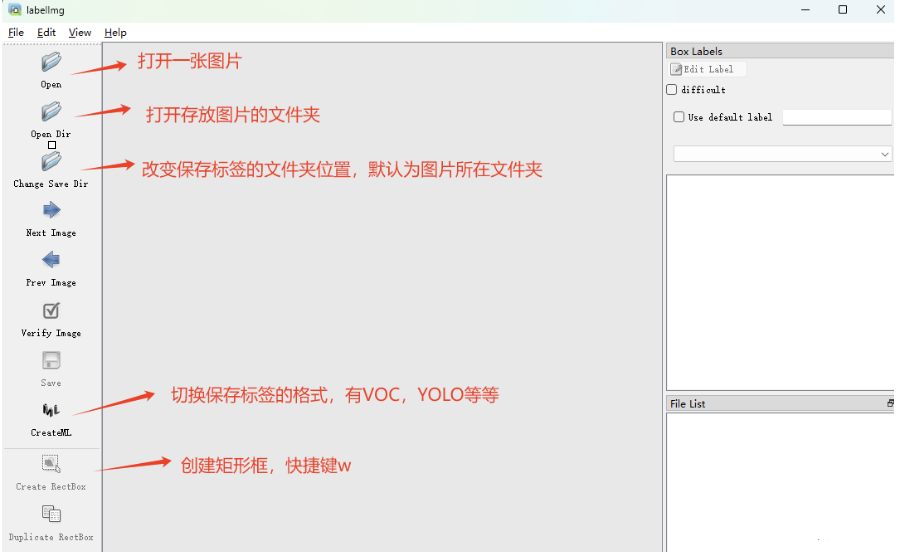 labelImg
File Edit View Help
Open
打开一张图片
Open Dir
打开存放图片的文件夹
Change Save Dir
改变保存标签的文件夹位置，默认为图片所在文件夹
Next Image
Prev Image
Verify Image
Save
CreateML
切换保存标签的格式，有VOC，YOLO等等
Create RectBox
创建矩形框，快捷键w
Duplicate RectBox
Box Labels
Edit Label
difficult
Use default label
File List